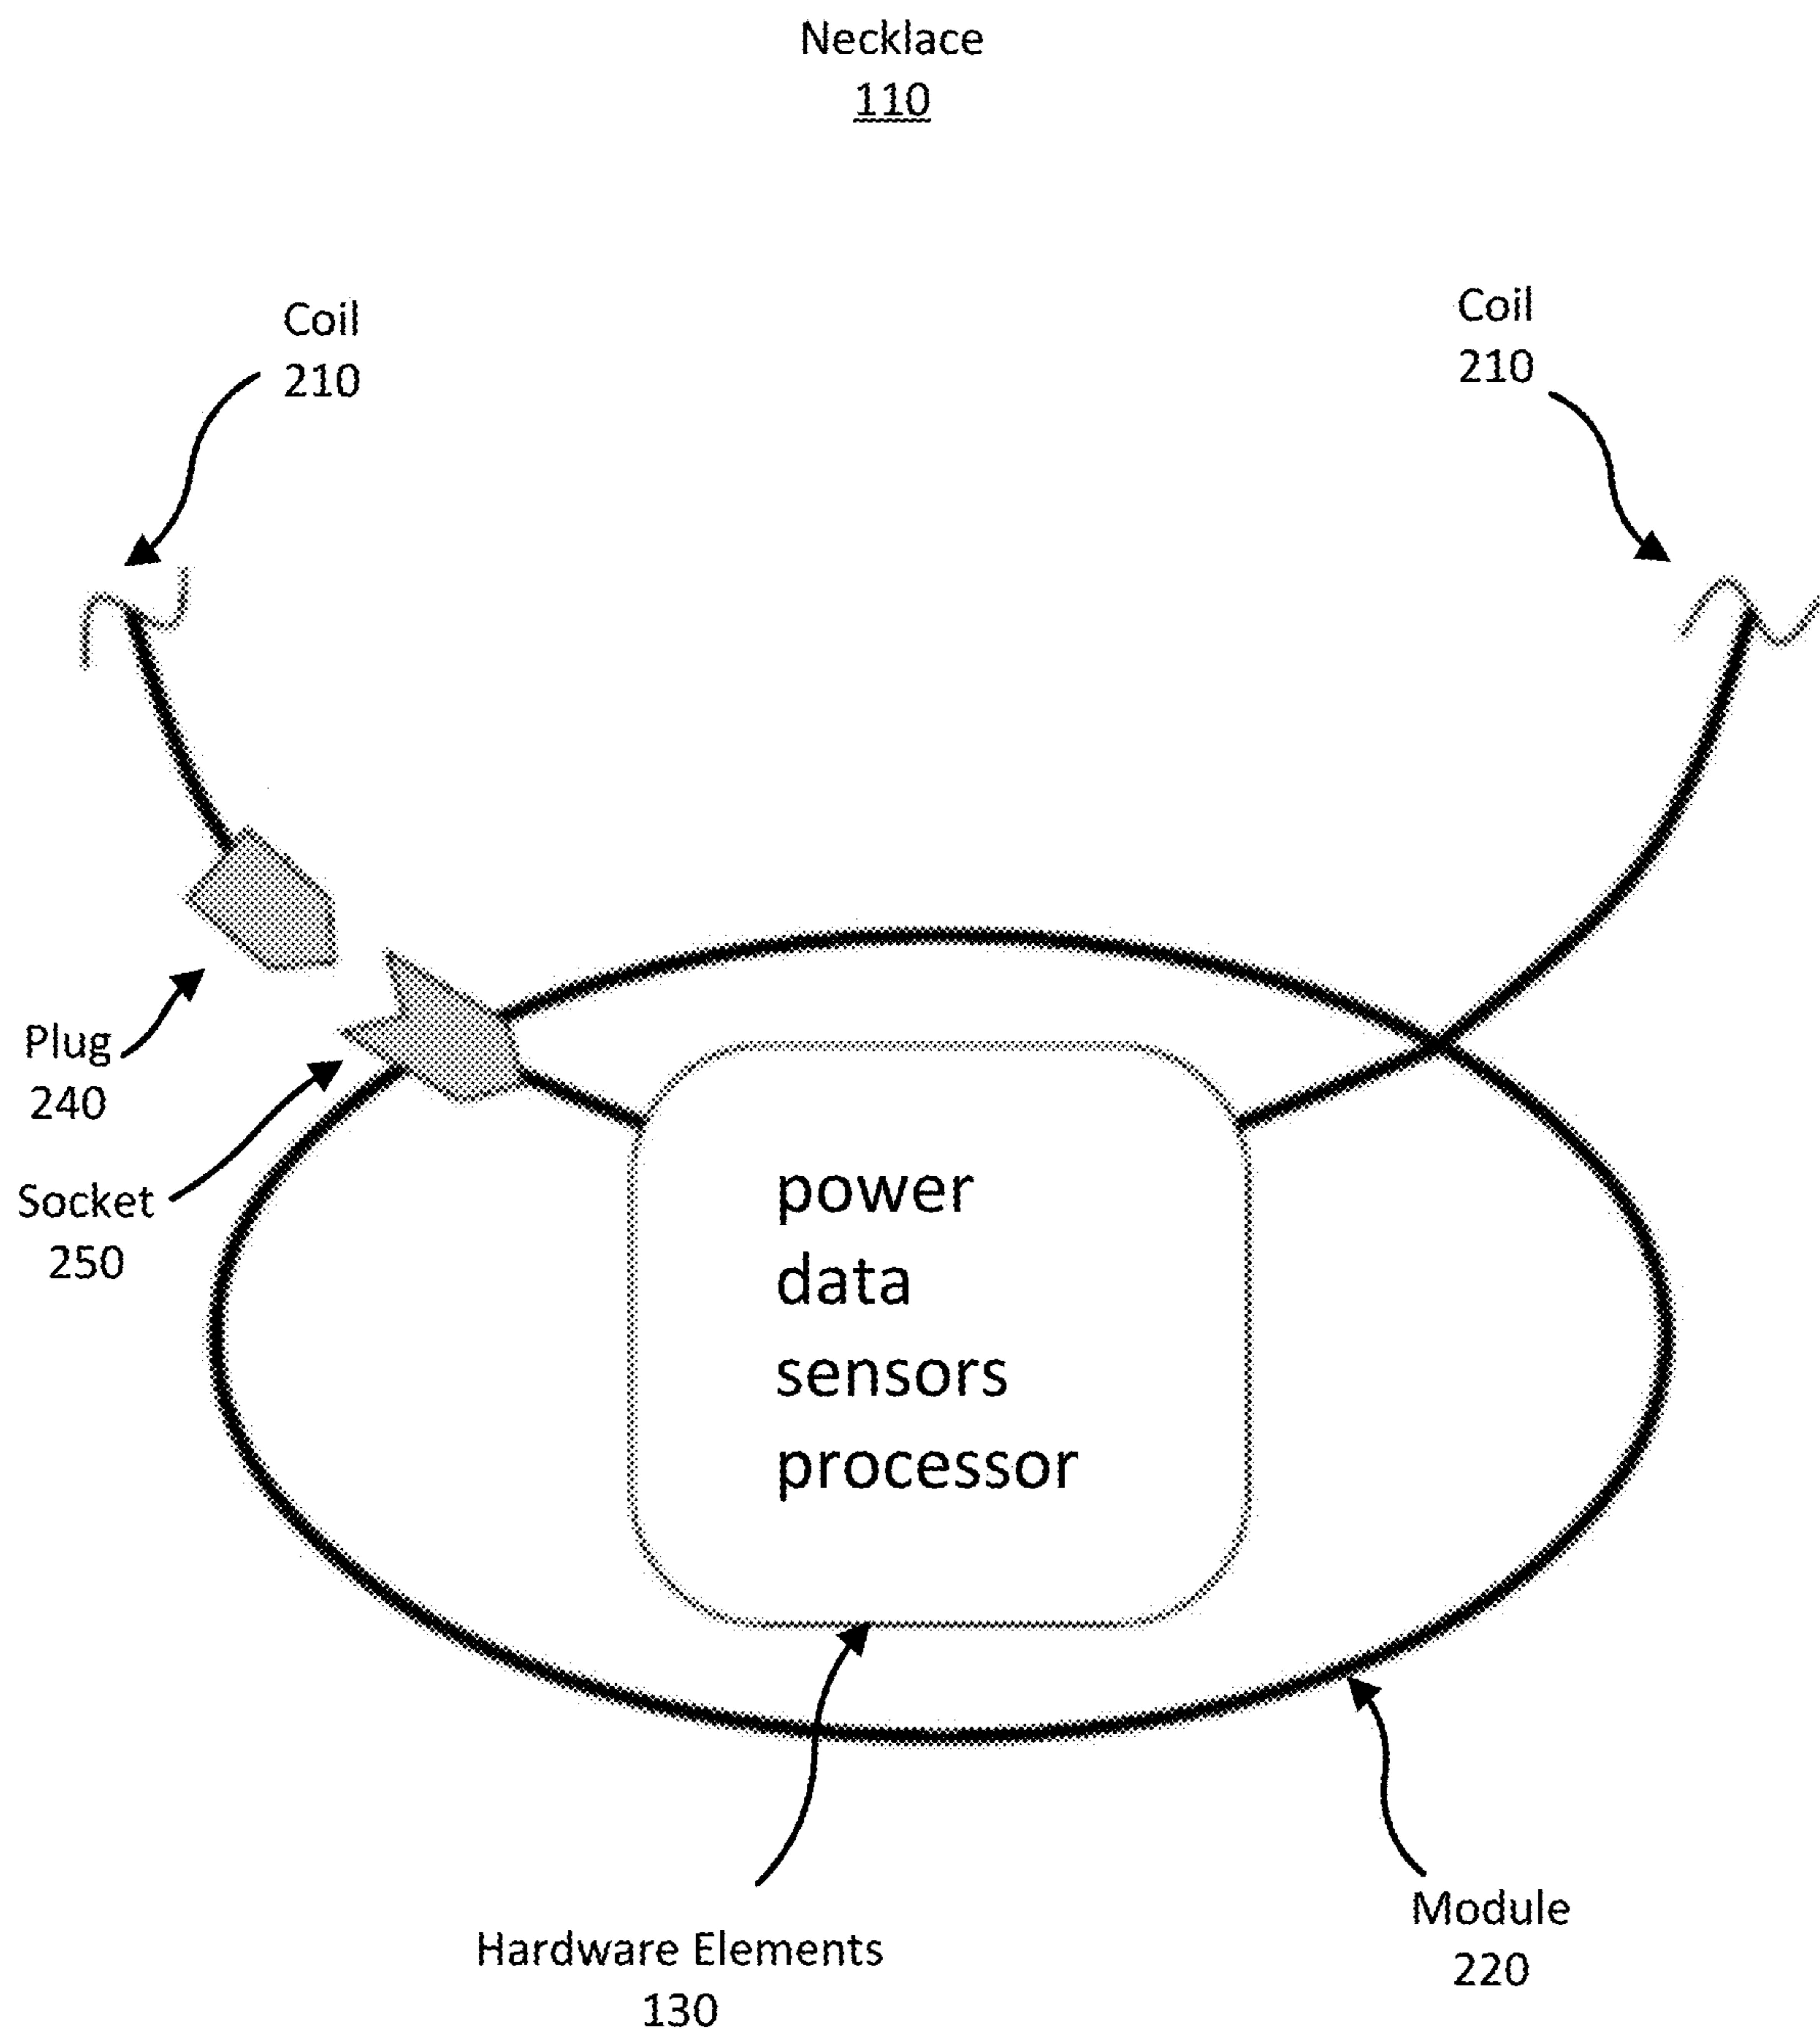 Necklace
110
Coil
210
Coil
210
Plug
240
Socket
250
power
data
sensors
processor
Module
220
Hardware Elements
130